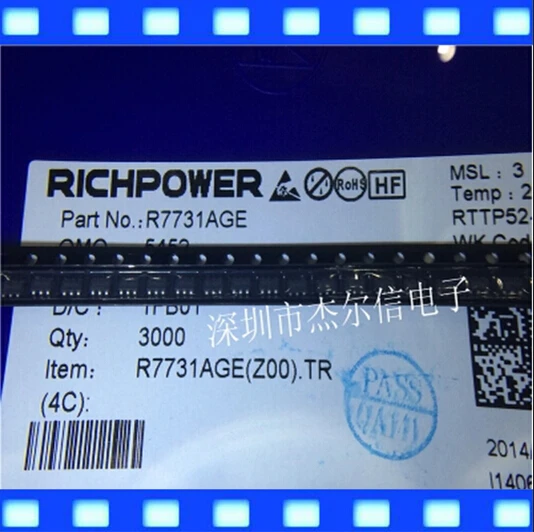 RICHPOWER RoHS HF
MSL : 3
Part No.: R7731AGE
Temp : 2
RTTP52-
深圳市杰尔信电子
Qty: 3000
Item: R7731AGE(Z00).TR
(4C):
PASS
2014/
I1406